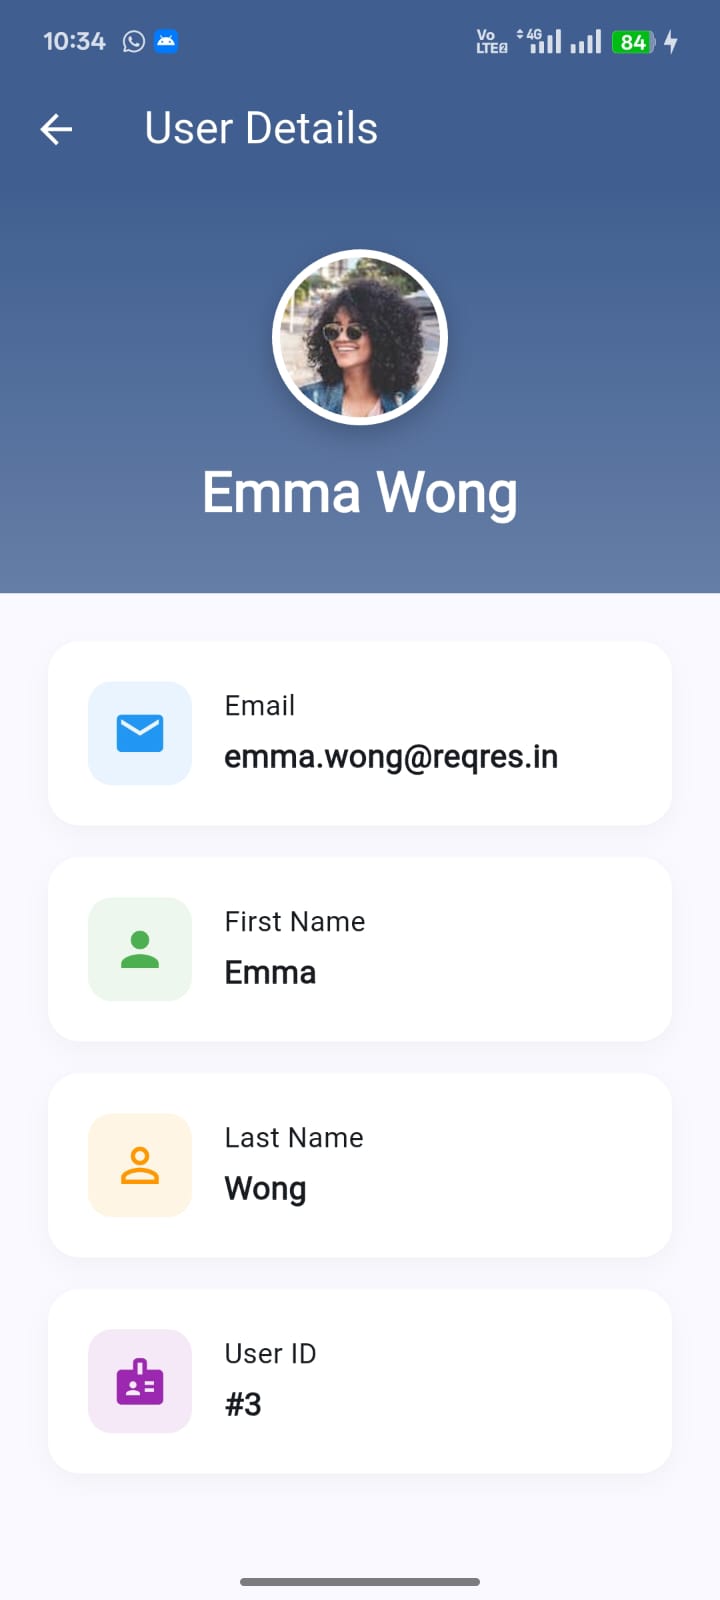 10:34 Vo LTE2 4G 84
User Details
Emma Wong
Email
emma.wong@reqres.in
First Name
Emma
Last Name
Wong
User ID
#3